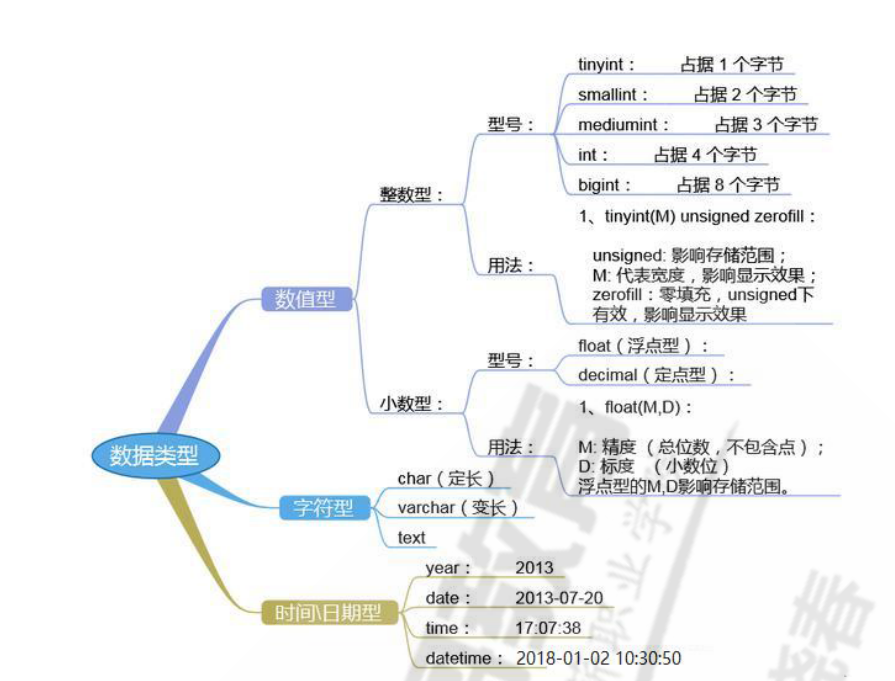 数据类型
数值型
整数型：
型号：
tinyint： 占据 1 个字节
smallint： 占据 2 个字节
mediumint： 占据 3 个字节
int： 占据 4 个字节
bigint： 占据 8 个字节
用法：
1、tinyint(M) unsigned zerofill：
unsigned: 影响存储范围；
M: 代表宽度，影响显示效果；
zerofill：零填充，unsigned下
有效，影响显示效果
小数型：
型号：
float（浮点型）：
decimal（定点型）：
用法：
1、float(M,D)：
M: 精度 （总位数，不包含点）；
D: 标度 （小数位）
浮点型的M,D影响存储范围。
字符型
char（定长）
varchar（变长）
text
时间\日期型
year： 2013
date： 2013-07-20
time： 17:07:38
datetime： 2018-01-02 10:30:50